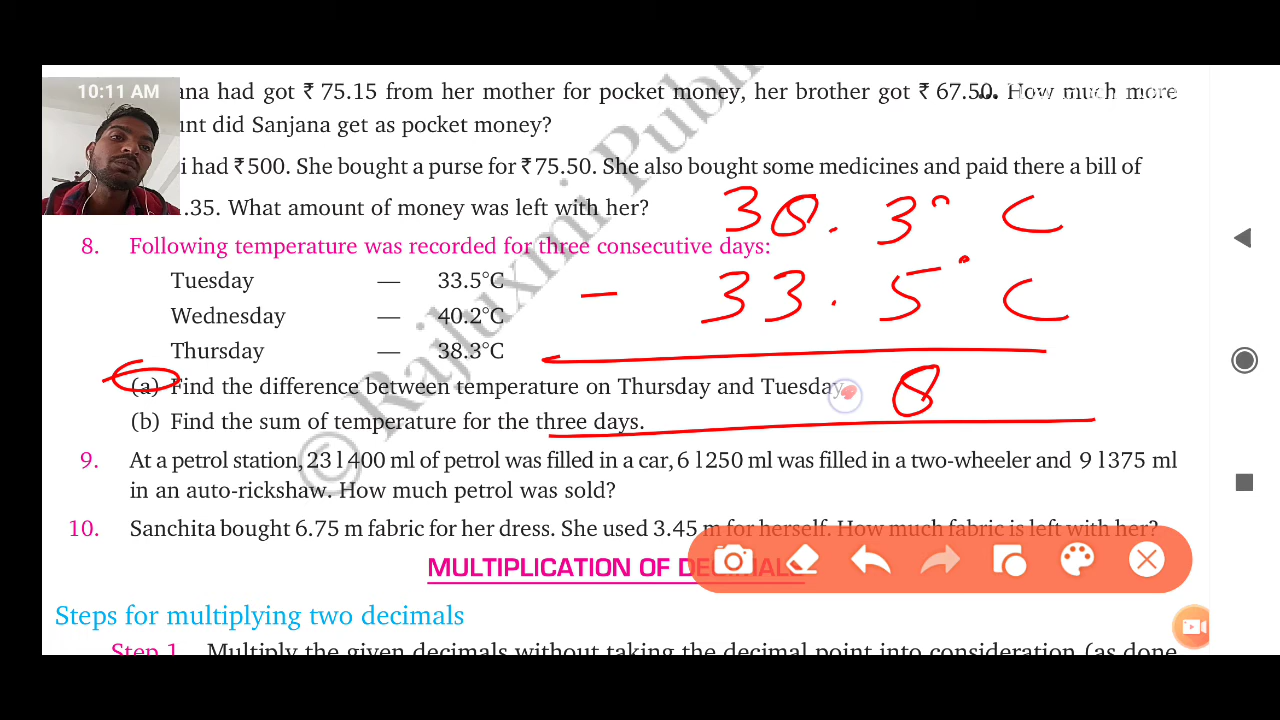 10:11 AM
ana had got ₹ 75.15 from her mother for pocket money, her brother got ₹ 67.50. How much more
unt did Sanjana get as pocket money?
i had ₹ 500. She bought a purse for ₹ 75.50. She also bought some medicines and paid there a bill of
.35. What amount of money was left with her?
38.3° C
8. Following temperature was recorded for three consecutive days:
Tuesday — 33.5°C
- 33.5° C
Wednesday — 40.2°C
Thursday — 38.3°C
(a) Find the difference between temperature on Thursday and Tuesday.
8
(b) Find the sum of temperature for the three days.
9. At a petrol station, 23 l 400 ml of petrol was filled in a car, 6 l 250 ml was filled in a two-wheeler and 9 l 375 ml
in an auto-rickshaw. How much petrol was sold?
10. Sanchita bought 6.75 m fabric for her dress. She used 3.45 m for herself. How much fabric is left with her?
MULTIPLICATION OF DECIMALS
Steps for multiplying two decimals
Step 1 Multiply the given decimals without taking the decimal point into consideration (as done
© Rajluxmi Publi